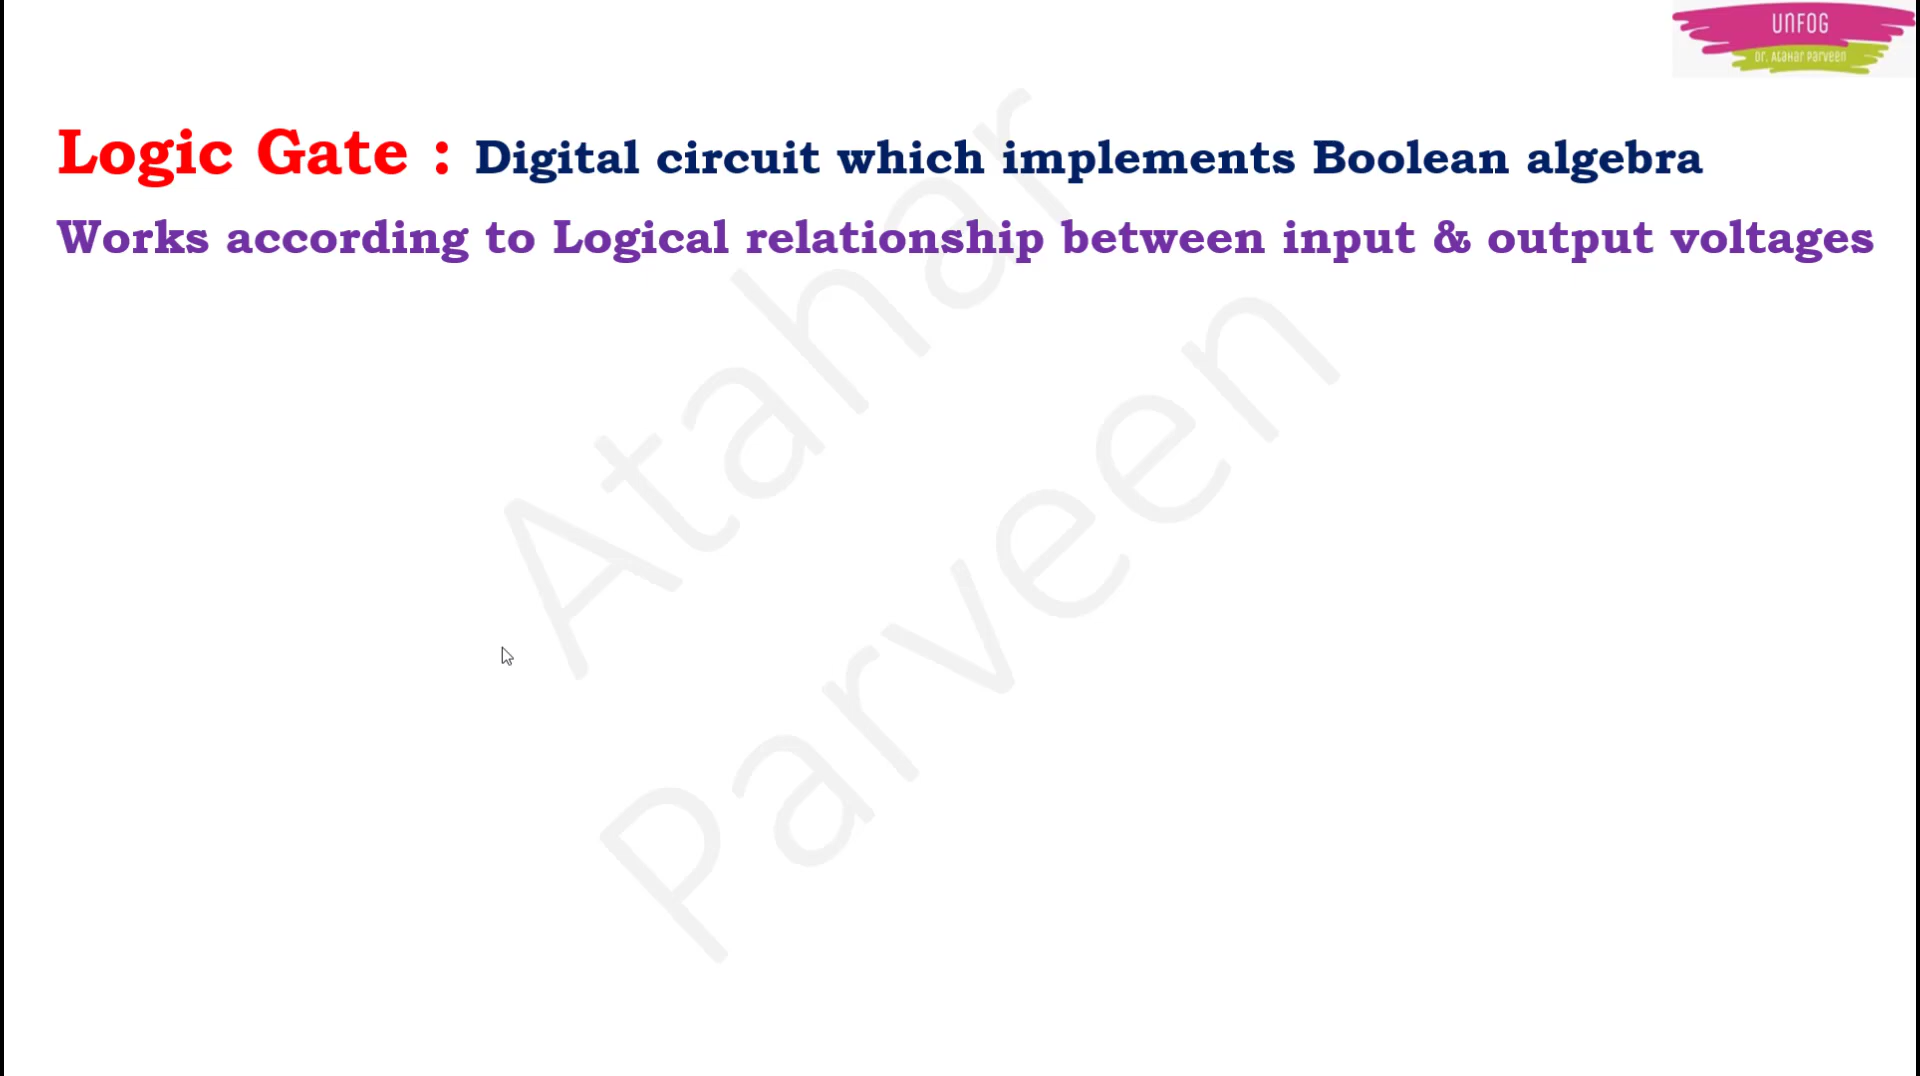 UNFOG
Dr. Atahar Parveen
Logic Gate : Digital circuit which implements Boolean algebra
Works according to Logical relationship between input & output voltages
Atahar
Parveen